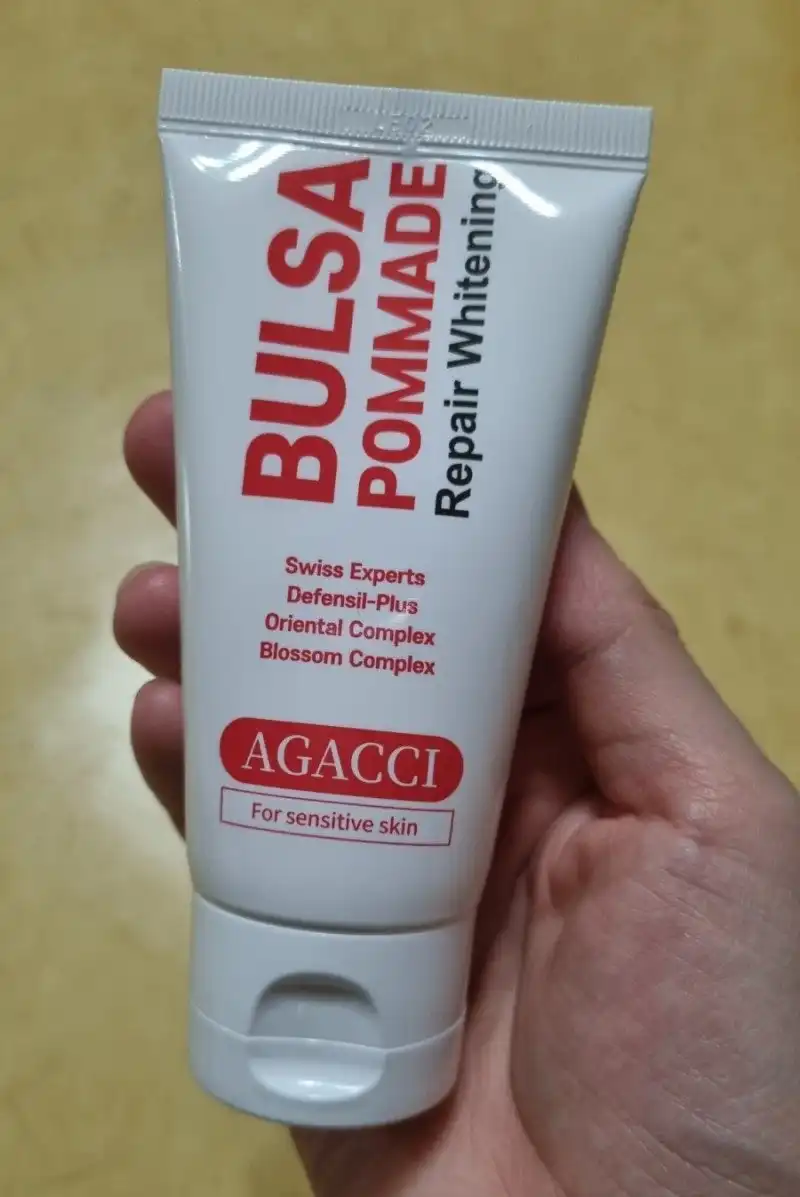 BULSA
POMMADE
Repair Whitening
Swiss Experts
Defensil-Plus
Oriental Complex
Blossom Complex
AGACCI
For sensitive skin